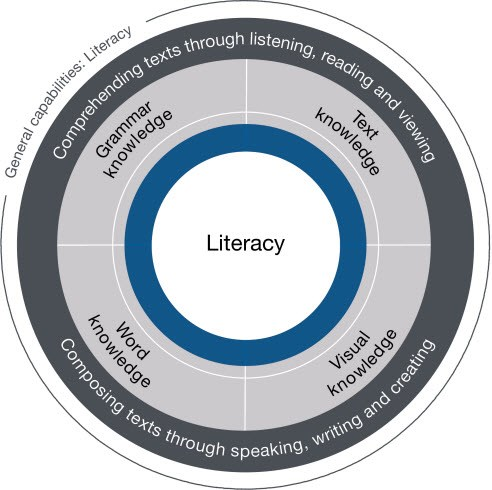 General capabilities: Literacy
Comprehending texts through listening, reading and viewing
Grammar
knowledge
Text
knowledge
Literacy
Word
knowledge
Visual
knowledge
Composing texts through speaking, writing and creating